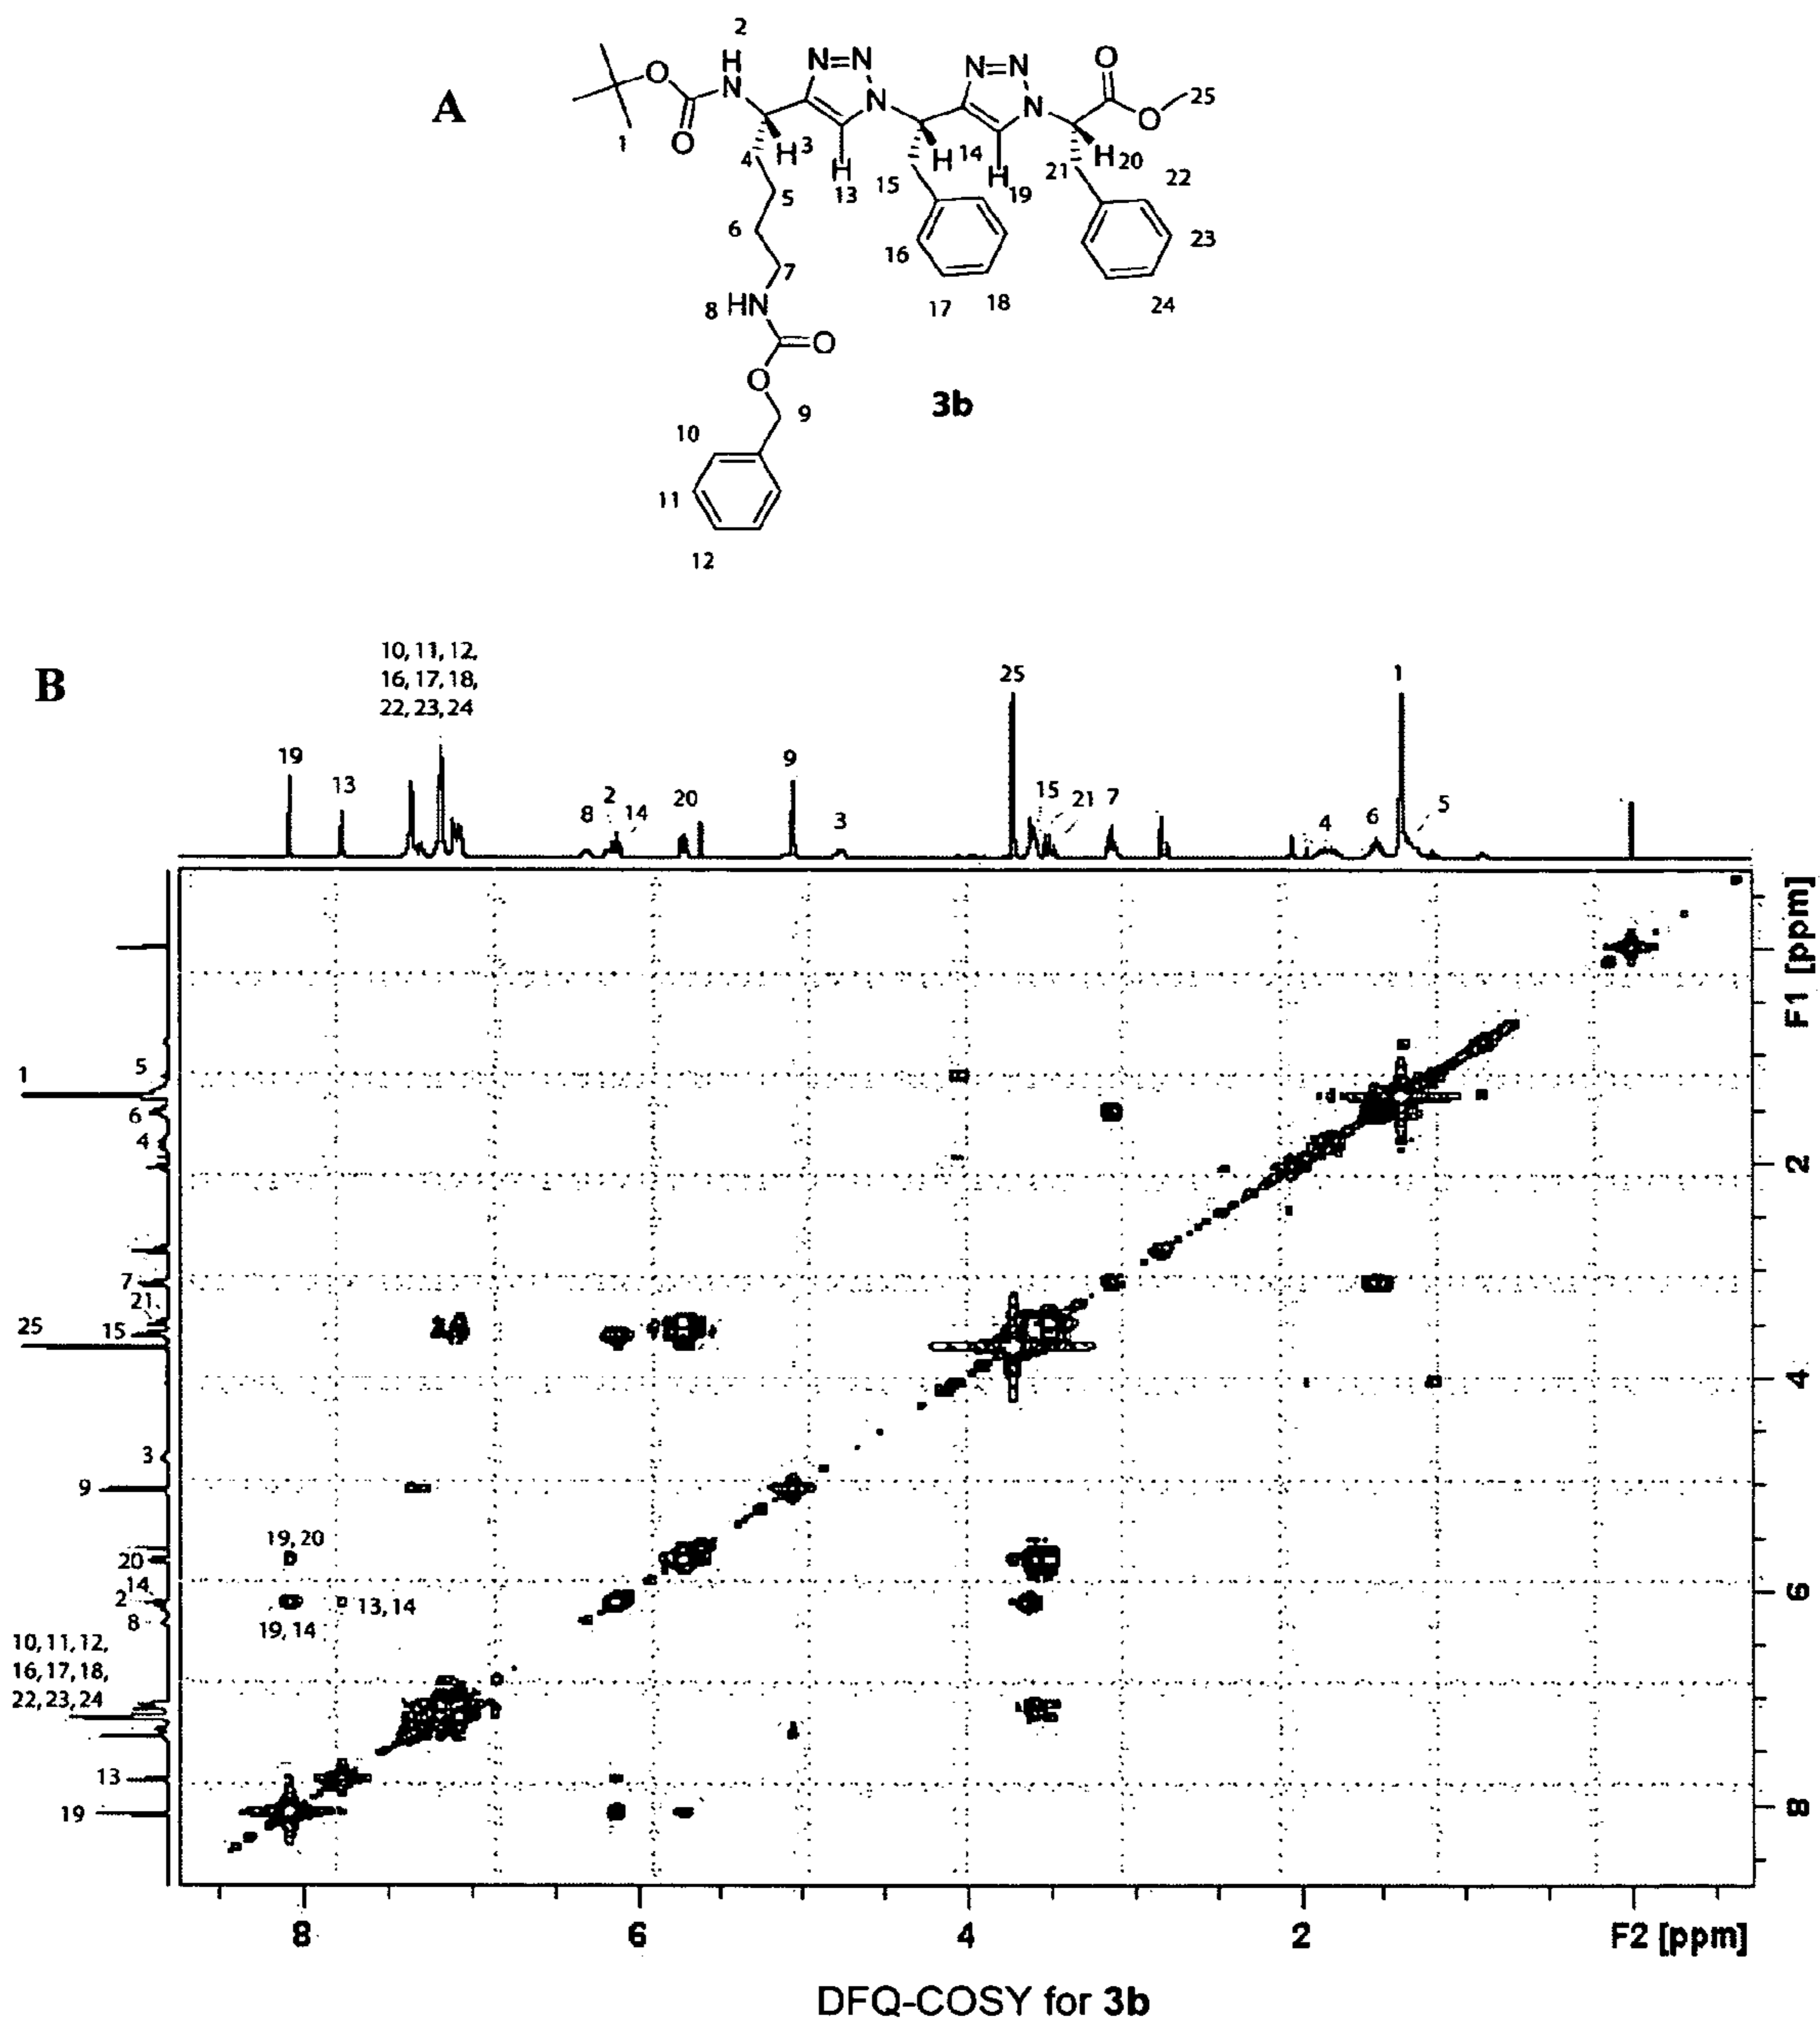 A
2
H
N
O
O
1
H 3
4
5
6
7
8 HN
O
O
9
10
11
12
N=N
N
H
13
H
14
15
16
17
18
N=N
N
H
19
O
O
25
H 20
21
22
23
24
3b
B
10, 11, 12,
16, 17, 18,
22, 23, 24
19
13
8
2
14
20
9
3
25
15
21
7
4
6
1
5
F1 [ppm]
2
4
6
8
1
5
6
4
7
21
25
15
3
9
20
14
2
8
10, 11, 12,
16, 17, 18,
22, 23, 24
13
19
19, 20
13, 14
19, 14
8
6
4
2
F2 [ppm]
DFQ-COSY for 3b